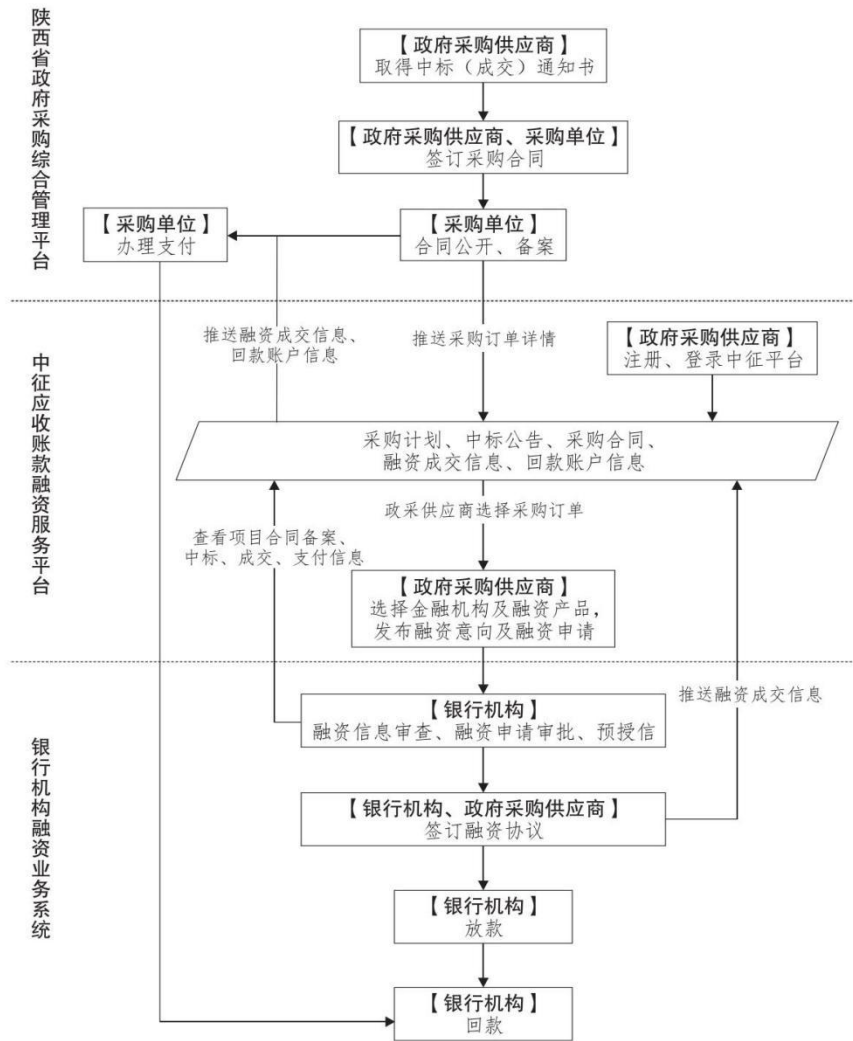 陕西省政府采购综合管理平台
【政府采购供应商】
取得中标（成交）通知书
【政府采购供应商、采购单位】
签订采购合同
【采购单位】
办理支付
【采购单位】
合同公开、备案
中征应收账款融资服务平台
推送融资成交信息、
回款账户信息
推送采购订单详情
【政府采购供应商】
注册、登录中征平台
采购计划、中标公告、采购合同、
融资成交信息、回款账户信息
政采供应商选择采购订单
查看项目合同备案、
中标、成交、支付信息
【政府采购供应商】
选择金融机构及融资产品，
发布融资意向及融资申请
银行机构融资业务系统
【银行机构】
融资信息审查、融资申请审批、预授信
推送融资成交信息
【银行机构、政府采购供应商】
签订融资协议
【银行机构】
放款
【银行机构】
回款